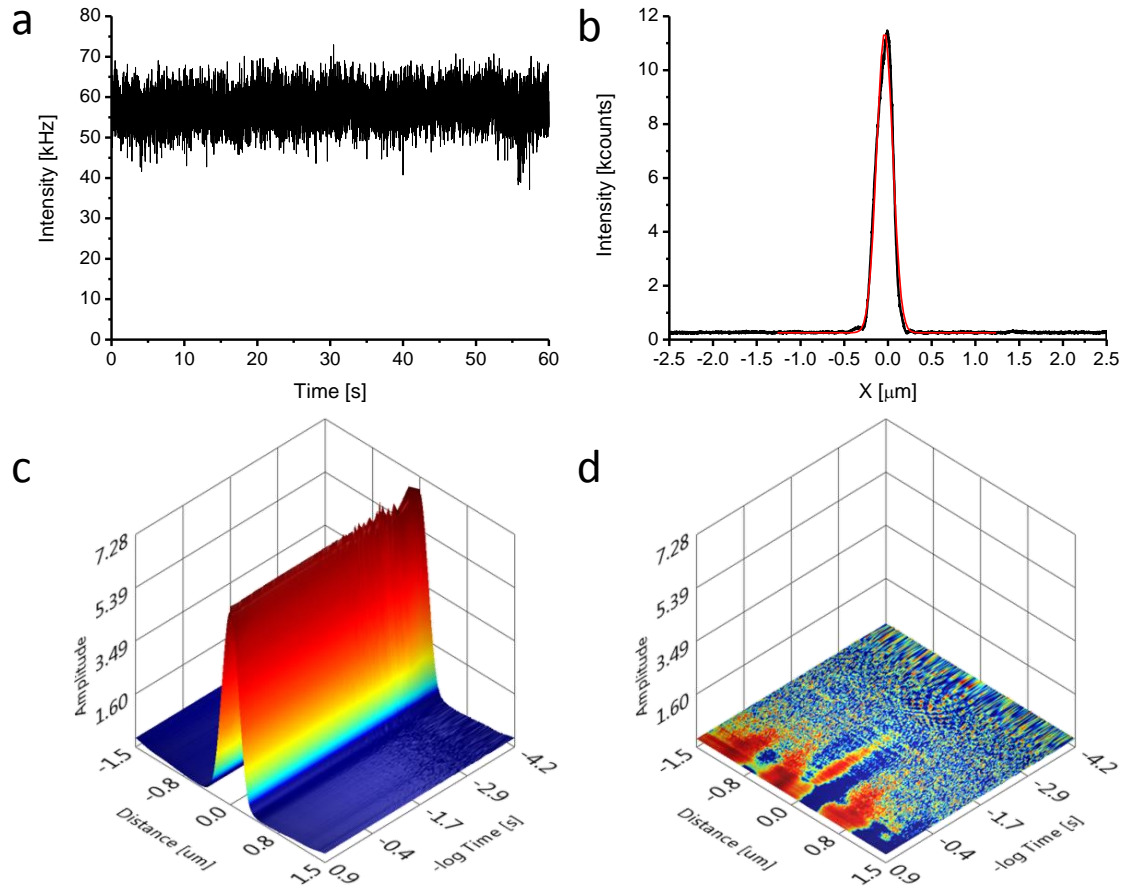 a
80
70
60
50
40
30
20
10
0
Intensity [kHz]
0 10 20 30 40 50 60
Time [s]
b
12
10
8
6
4
2
0
Intensity [kcounts]
-2.5 -2.0 -1.5 -1.0 -0.5 0.0 0.5 1.0 1.5 2.0 2.5
X [μm]
c
7.28
5.39
3.49
1.60
Amplitude
-1.5 -0.8 0.0 0.8 1.5
Distance [um]
0.9 -0.4 -1.7 -2.9 -4.2
-log Time [s]
d
7.28
5.39
3.49
1.60
Amplitude
-1.5 -0.8 0.0 0.8 1.5
Distance [um]
0.9 -0.4 -1.7 -2.9 -4.2
-log Time [s]